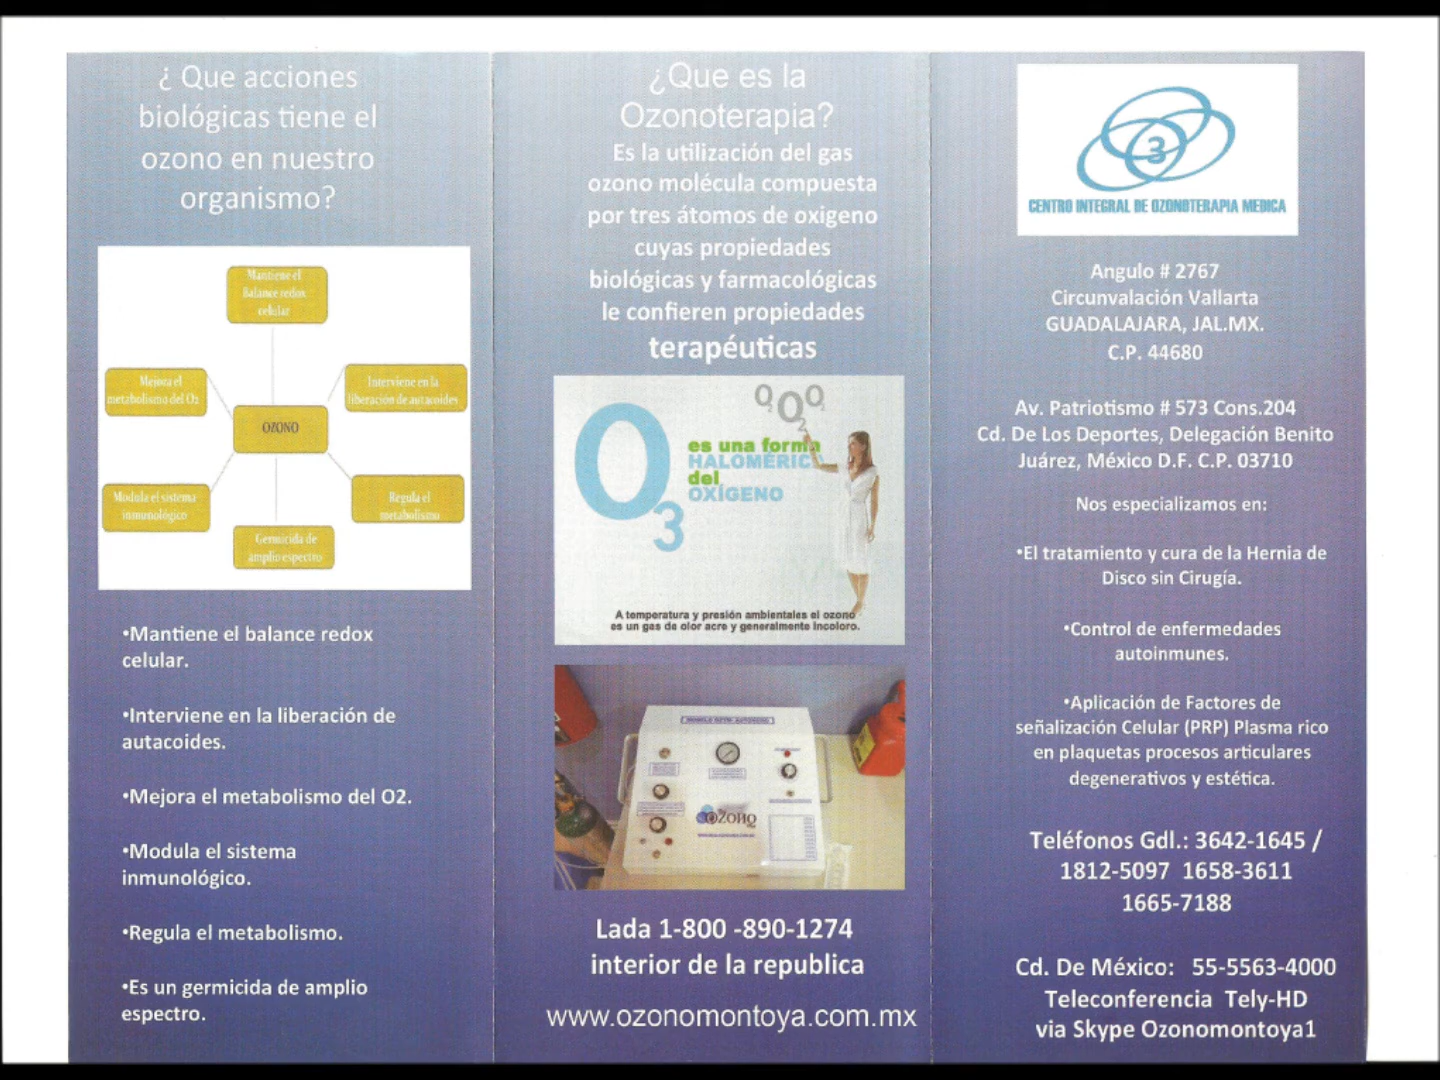 ¿ Que acciones
biológicas tiene el
ozono en nuestro
organismo?
Mantiene el
Balance redox
celular
Mejora el
metabolismo del O2
Interviene en la
liberación de autacoides
OZONO
Modula el sistema
inmunológico
Regula el
metabolismo
Germicida de
amplio espectro
•Mantiene el balance redox
celular.
•Interviene en la liberación de
autacoides.
•Mejora el metabolismo del O2.
•Modula el sistema
inmunológico.
•Regula el metabolismo.
•Es un germicida de amplio
espectro.
¿Que es la
Ozonoterapia?
Es la utilización del gas
ozono molécula compuesta
por tres átomos de oxigeno
cuyas propiedades
biológicas y farmacológicas
le confieren propiedades
terapéuticas
O3
O2 O2 O2
es una forma
HALOMERIC
del
OXÍGENO
A temperatura y presión ambientales el ozono
es un gas de olor acre y generalmente incoloro.
OZONO
Lada 1-800 -890-1274
interior de la republica
www.ozonomontoya.com.mx
3
CENTRO INTEGRAL DE OZONOTERAPIA MEDICA
Angulo # 2767
Circunvalación Vallarta
GUADALAJARA, JAL.MX.
C.P. 44680
Av. Patriotismo # 573 Cons.204
Cd. De Los Deportes, Delegación Benito
Juárez, México D.F. C.P. 03710
Nos especializamos en:
•El tratamiento y cura de la Hernia de
Disco sin Cirugía.
•Control de enfermedades
autoinmunes.
•Aplicación de Factores de
señalización Celular (PRP) Plasma rico
en plaquetas procesos articulares
degenerativos y estética.
Teléfonos Gdl.: 3642-1645 /
1812-5097 1658-3611
1665-7188
Cd. De México: 55-5563-4000
Teleconferencia Tely-HD
via Skype Ozonomontoya1